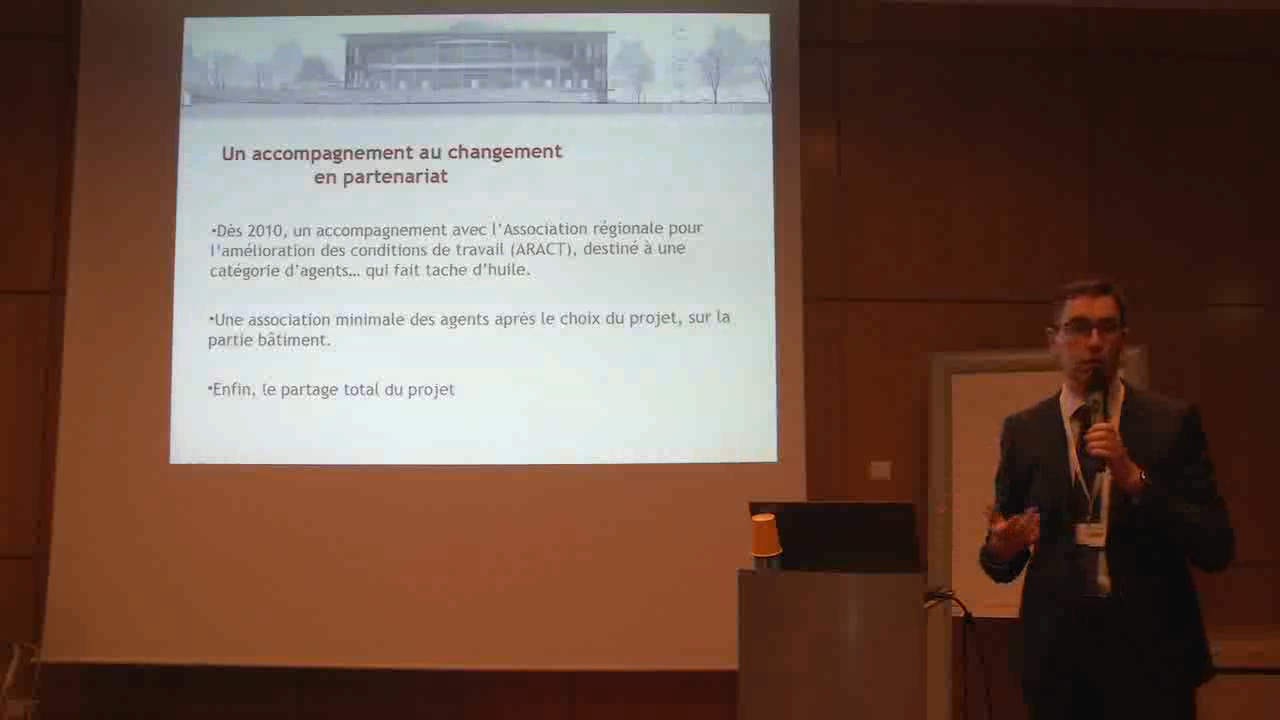 Un accompagnement au changement
en partenariat
•Dès 2010, un accompagnement avec l'Association régionale pour
l'amélioration des conditions de travail (ARACT), destiné à une
catégorie d'agents… qui fait tache d'huile.
•Une association minimale des agents après le choix du projet, sur la
partie bâtiment.
•Enfin, le partage total du projet